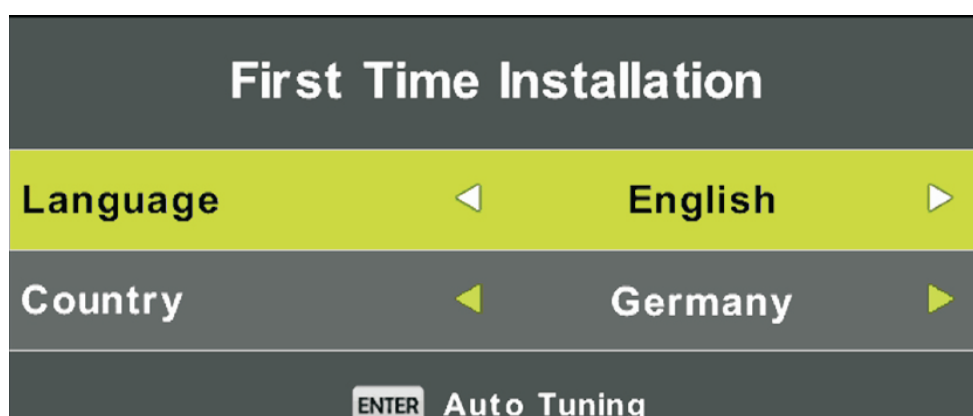 First Time Installation
Language English
Country Germany
ENTER Auto Tuning